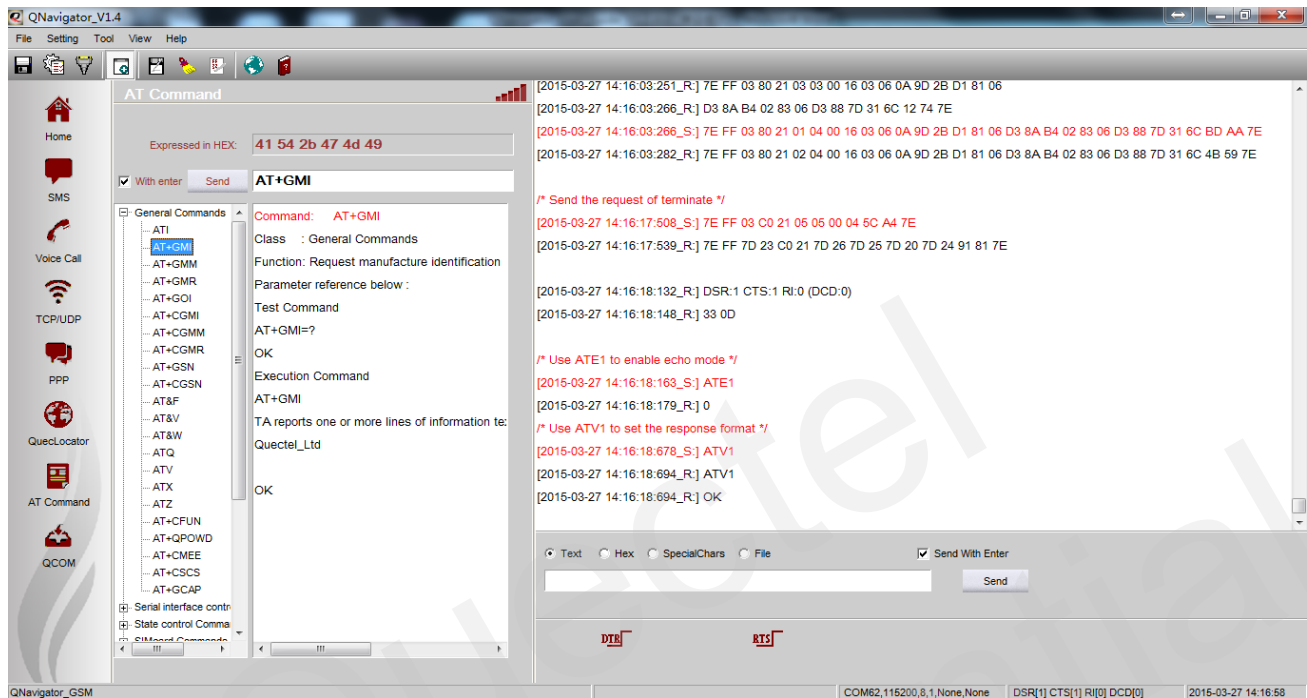 QNavigator_V1.4
File Setting Tool View Help
Home
SMS
Voice Call
TCP/UDP
PPP
QuecLocator
AT Command
QCOM
AT Command
Expressed in HEX: 41 54 2b 47 4d 49
With enter Send AT+GMI
General Commands
ATI
AT+GMI
AT+GMM
AT+GMR
AT+GOI
AT+CGMI
AT+CGMM
AT+CGMR
AT+GSN
AT+CGSN
AT&F
AT&V
AT&W
ATQ
ATV
ATX
ATZ
AT+CFUN
AT+QPOWD
AT+CMEE
AT+CSCS
AT+GCAP
Serial interface contr
State control Comma
SIMcard Commands
Command: AT+GMI
Class : General Commands
Function: Request manufacture identification
Parameter reference below :
Test Command
AT+GMI=?
OK
Execution Command
AT+GMI
TA reports one or more lines of information te
Quectel_Ltd
OK
[2015-03-27 14:16:03:251_R:] 7E FF 03 80 21 03 03 00 16 03 06 0A 9D 2B D1 81 06
[2015-03-27 14:16:03:266_R:] D3 8A B4 02 83 06 D3 88 7D 31 6C 12 74 7E
[2015-03-27 14:16:03:266_S:] 7E FF 03 80 21 01 04 00 16 03 06 0A 9D 2B D1 81 06 D3 8A B4 02 83 06 D3 88 7D 31 6C BD AA 7E
[2015-03-27 14:16:03:282_R:] 7E FF 03 80 21 02 04 00 16 03 06 0A 9D 2B D1 81 06 D3 8A B4 02 83 06 D3 88 7D 31 6C 4B 59 7E
/* Send the request of terminate */
[2015-03-27 14:16:17:508_S:] 7E FF 03 C0 21 05 05 00 04 5C A4 7E
[2015-03-27 14:16:17:539_R:] 7E FF 7D 23 C0 21 7D 26 7D 25 7D 20 7D 24 91 81 7E
[2015-03-27 14:16:18:132_R:] DSR:1 CTS:1 RI:0 (DCD:0)
[2015-03-27 14:16:18:148_R:] 33 0D
/* Use ATE1 to enable echo mode */
[2015-03-27 14:16:18:163_S:] ATE1
[2015-03-27 14:16:18:179_R:] 0
/* Use ATV1 to set the response format */
[2015-03-27 14:16:18:678_S:] ATV1
[2015-03-27 14:16:18:694_R:] ATV1
[2015-03-27 14:16:18:694_R:] OK
Text Hex SpecialChars File Send With Enter
Send
DTR RTS
QNavigator_GSM COM62,115200,8,1,None,None DSR[1] CTS[1] RI[0] DCD[0] 2015-03-27 14:16:58
Quectel